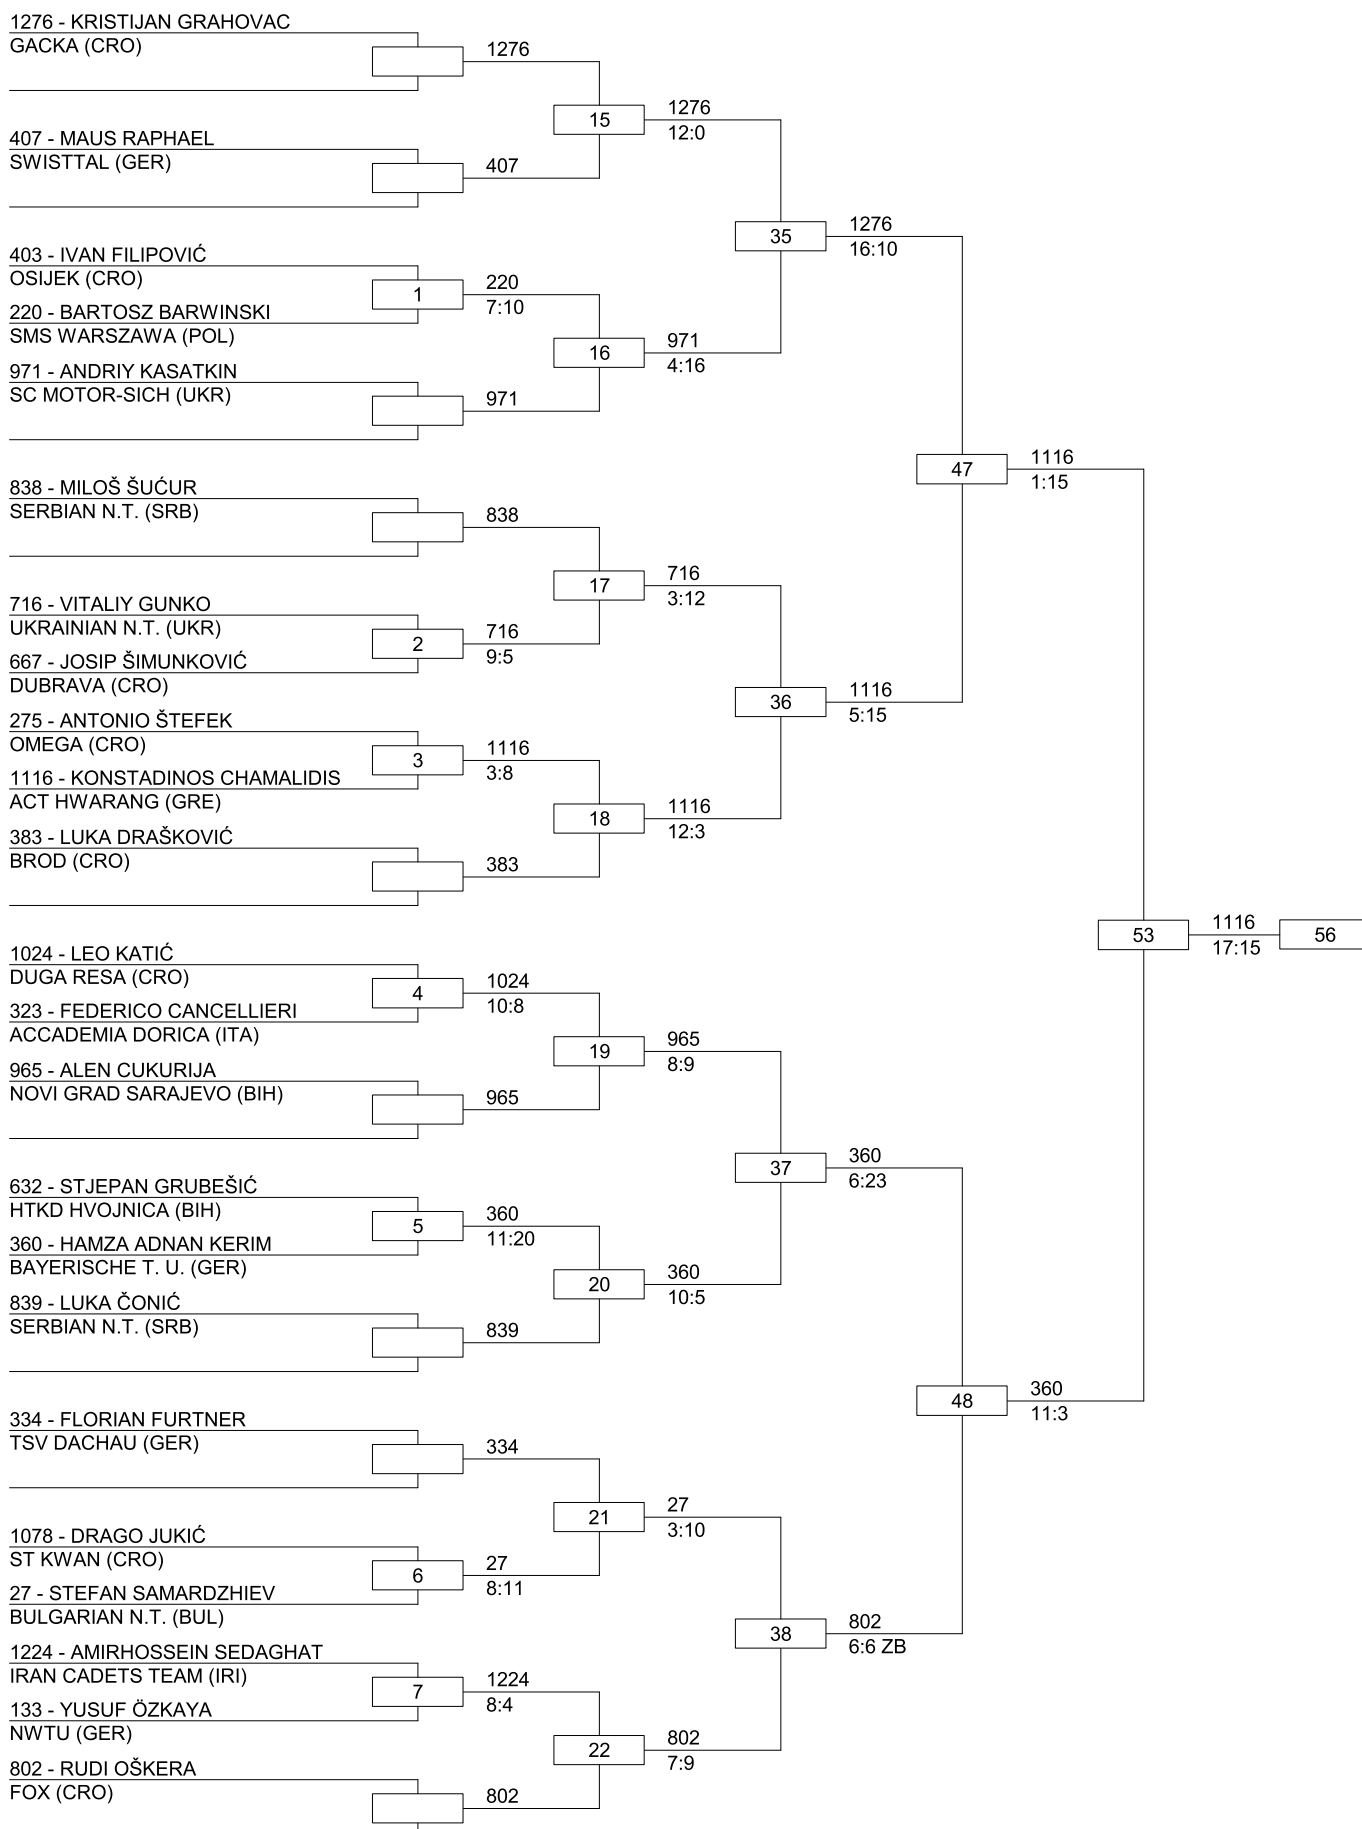 1276 - KRISTIJAN GRAHOVAC
GACKA (CRO)
1276
15
1276
12:0
407 - MAUS RAPHAEL
SWISTTAL (GER)
407
35
1276
16:10
403 - IVAN FILIPOVIĆ
OSIJEK (CRO)
1
220
7:10
220 - BARTOSZ BARWINSKI
SMS WARSZAWA (POL)
16
971
4:16
971 - ANDRIY KASATKIN
SC MOTOR-SICH (UKR)
971
47
1116
1:15
838 - MILOŠ ŠUĆUR
SERBIAN N.T. (SRB)
838
17
716
3:12
716 - VITALIY GUNKO
UKRAINIAN N.T. (UKR)
2
716
9:5
667 - JOSIP ŠIMUNKOVIĆ
DUBRAVA (CRO)
36
1116
5:15
275 - ANTONIO ŠTEFEK
OMEGA (CRO)
3
1116
3:8
1116 - KONSTADINOS CHAMALIDIS
ACT HWARANG (GRE)
18
1116
12:3
383 - LUKA DRAŠKOVIĆ
BROD (CRO)
383
53
1116
17:15
56
1024 - LEO KATIĆ
DUGA RESA (CRO)
4
1024
10:8
323 - FEDERICO CANCELLIERI
ACCADEMIA DORICA (ITA)
19
965
8:9
965 - ALEN CUKURIJA
NOVI GRAD SARAJEVO (BIH)
965
37
360
6:23
632 - STJEPAN GRUBEŠIĆ
HTKD HVOJNICA (BIH)
5
360
11:20
360 - HAMZA ADNAN KERIM
BAYERISCHE T. U. (GER)
20
360
10:5
839 - LUKA ČONIĆ
SERBIAN N.T. (SRB)
839
48
360
11:3
334 - FLORIAN FURTNER
TSV DACHAU (GER)
334
21
27
3:10
1078 - DRAGO JUKIĆ
ST KWAN (CRO)
6
27
8:11
27 - STEFAN SAMARDZHIEV
BULGARIAN N.T. (BUL)
38
802
6:6 ZB
1224 - AMIRHOSSEIN SEDAGHAT
IRAN CADETS TEAM (IRI)
7
1224
8:4
133 - YUSUF ÖZKAYA
NWTU (GER)
22
802
7:9
802 - RUDI OŠKERA
FOX (CRO)
802